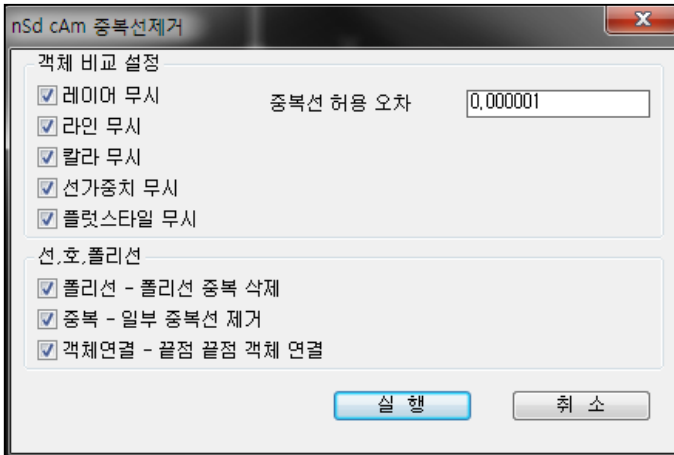 nSd cAm 중복선제거
객체 비교 설정
레이어 무시
중복선 허용 오차
0,000001
라인 무시
칼라 무시
선가중치 무시
플럿스타일 무시
선,호,폴리선
폴리선 - 폴리선 중복 삭제
중복 - 일부 중복선 제거
객체연결 - 끝점 끝점 객체 연결
실 행
취 소